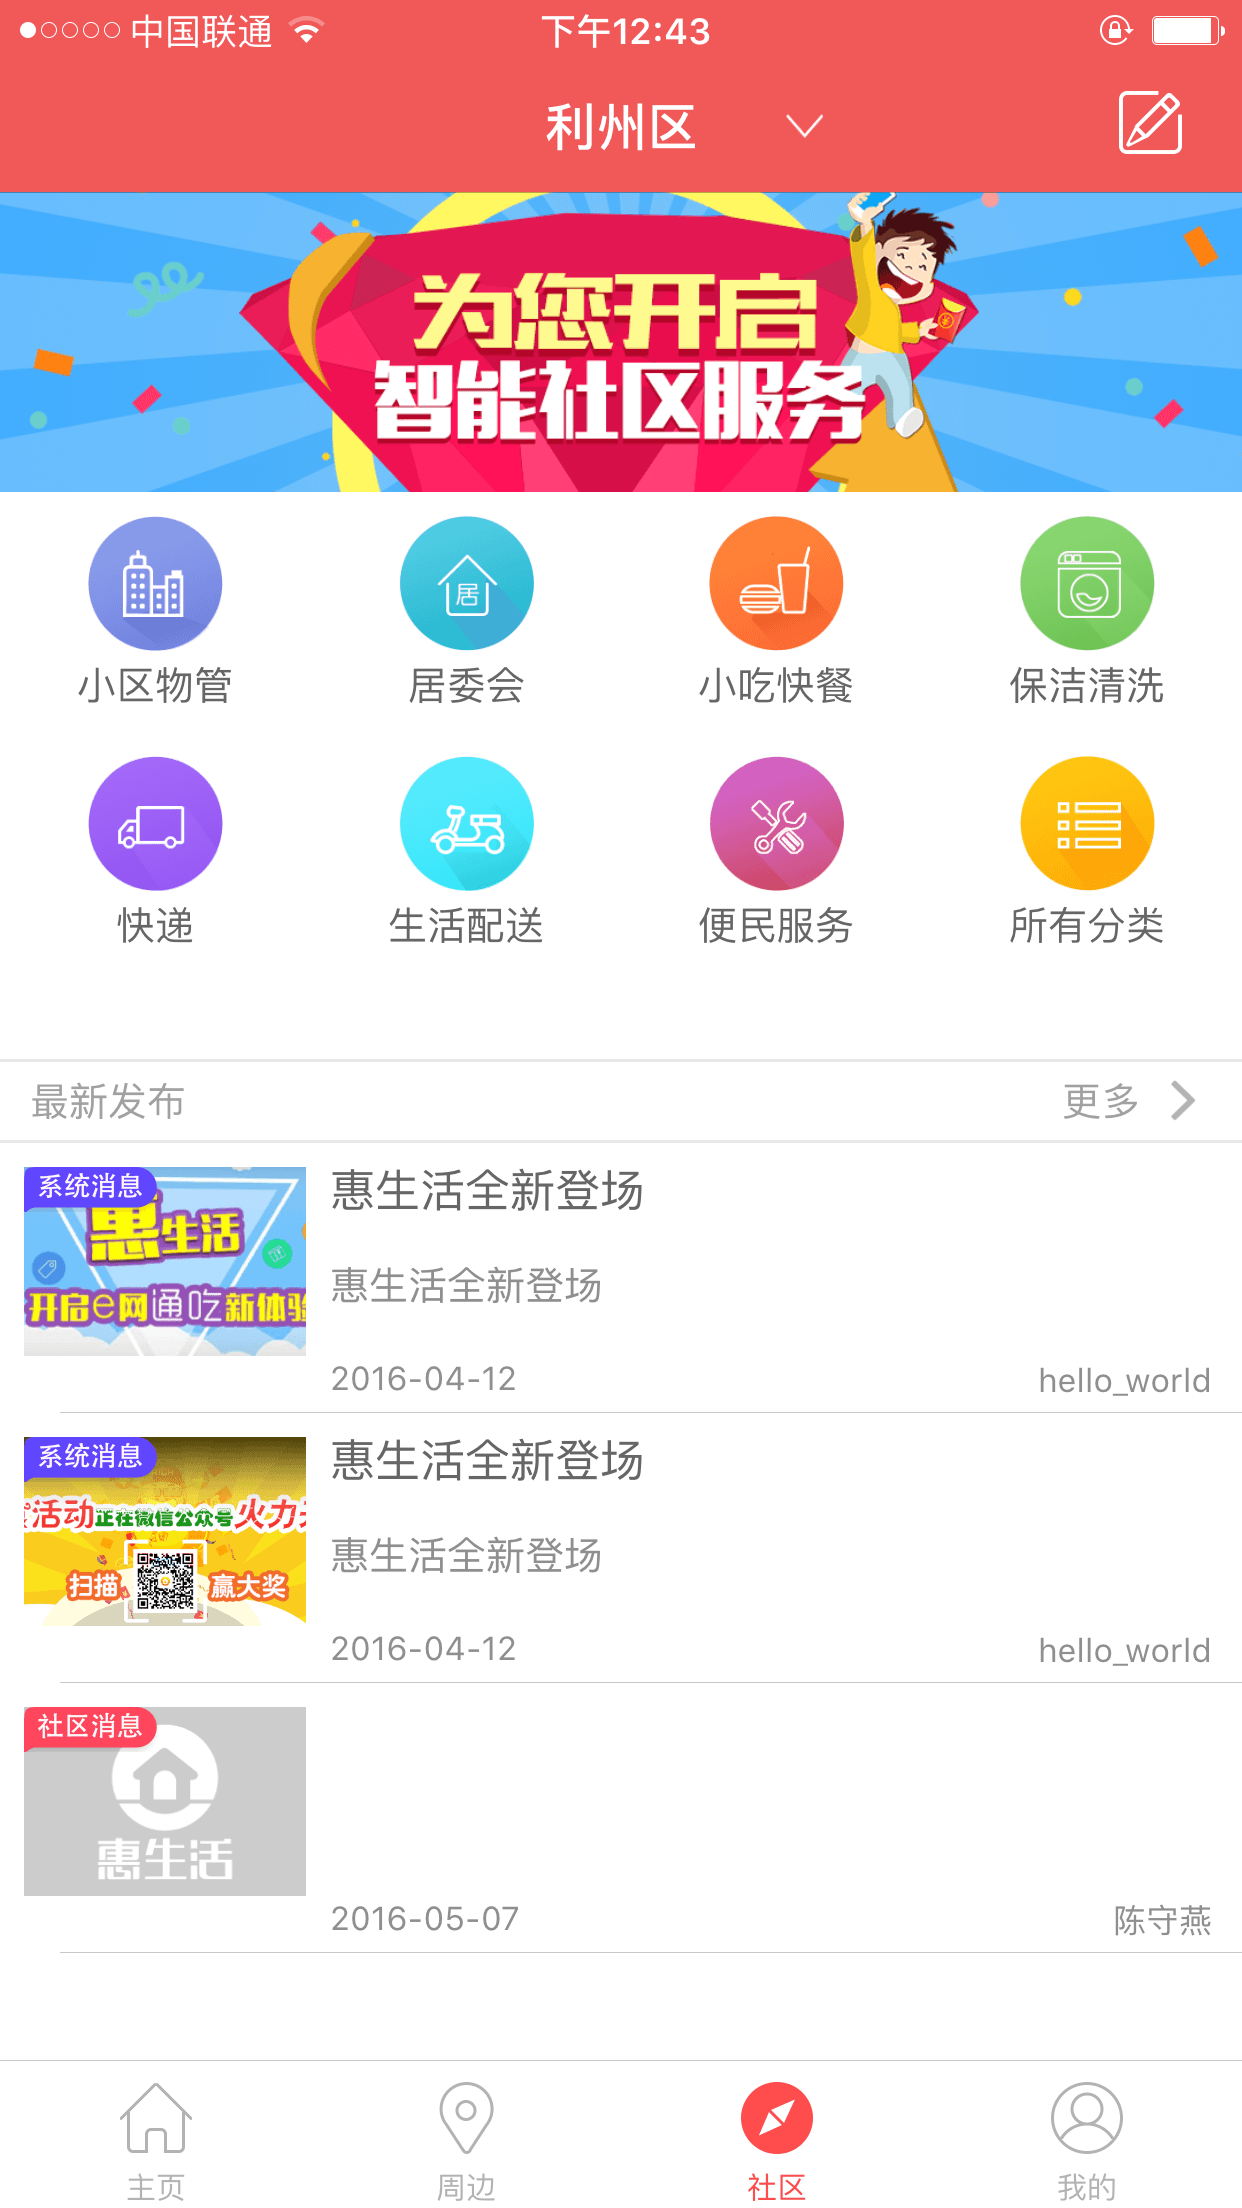 中国联通
下午12:43
利州区
为您开启
智能社区服务
居
小区物管
居委会
小吃快餐
保洁清洗
快递
生活配送
便民服务
所有分类
最新发布
更多
系统消息
惠生活
开启e网通吃新体验
惠生活全新登场
惠生活全新登场
2016-04-12
hello_world
系统消息
活动正在微信公众号火力
扫描
赢大奖
惠生活全新登场
惠生活全新登场
2016-04-12
hello_world
社区消息
惠生活
2016-05-07
陈守燕
主页
周边
社区
我的